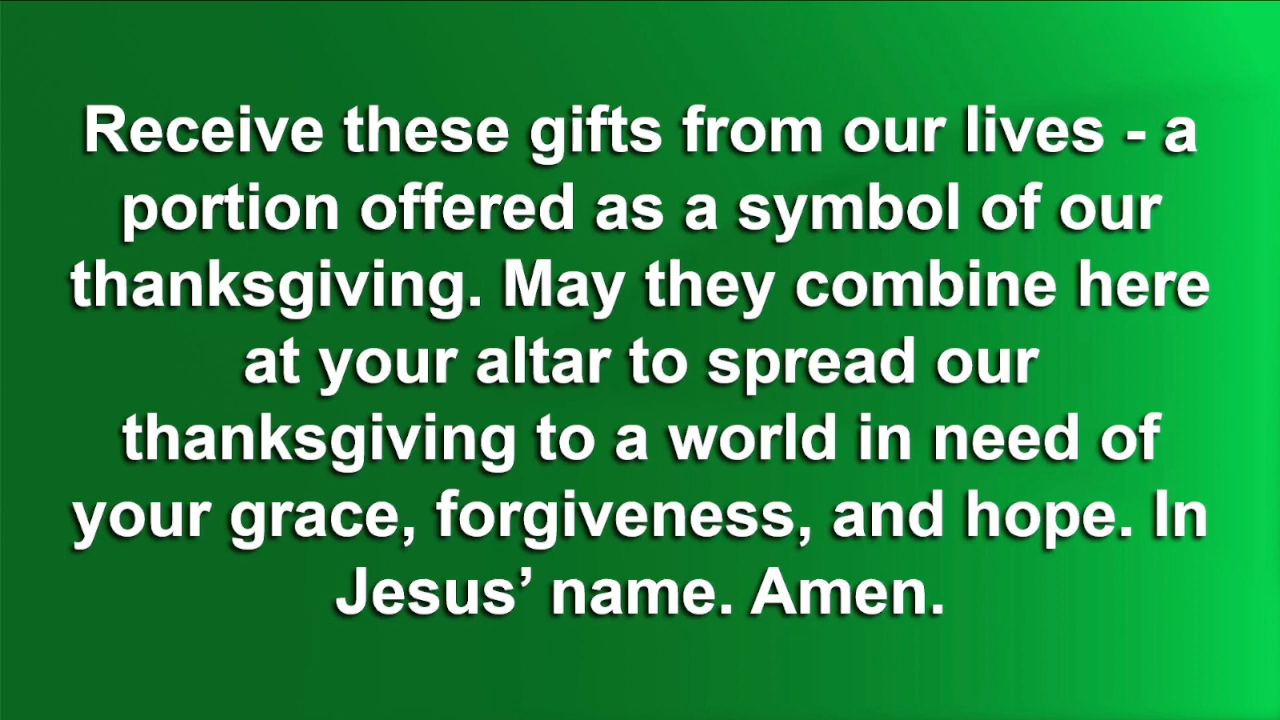 Receive these gifts from our lives - a
portion offered as a symbol of our
thanksgiving. May they combine here
at your altar to spread our
thanksgiving to a world in need of
your grace, forgiveness, and hope. In
Jesus’ name. Amen.